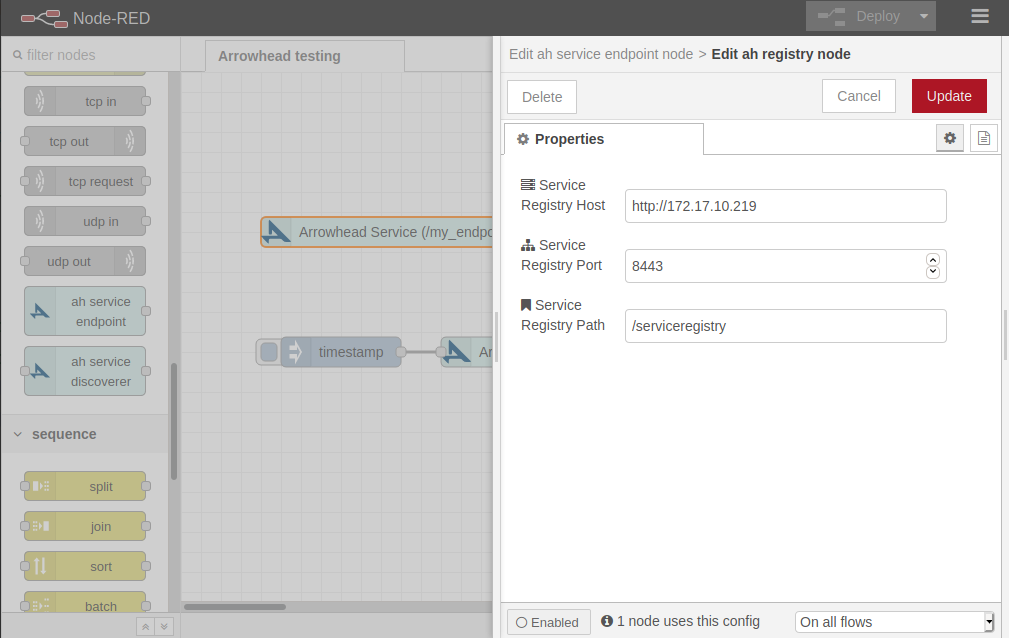 Node-RED
Deploy
filter nodes
Arrowhead testing
Edit ah service endpoint node > Edit ah registry node
Delete
Cancel
Update
Properties
tcp in
tcp out
tcp request
udp in
udp out
ah service
endpoint
ah service
discoverer
sequence
split
join
sort
batch
Arrowhead Service (/my_endpo
timestamp
Ar
Service
Registry Host
http://172.17.10.219
Service
Registry Port
8443
Service
Registry Path
/serviceregistry
Enabled
1 node uses this config
On all flows